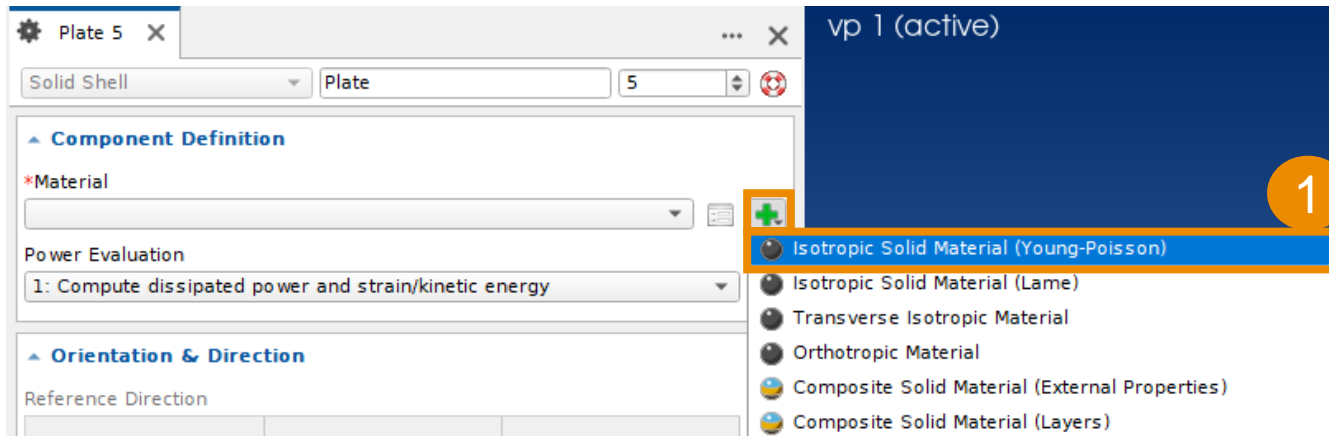 Plate 5
vp 1 (active)
Solid Shell
Plate
5
Component Definition
*Material
1
Isotropic Solid Material (Young-Poisson)
Power Evaluation
1: Compute dissipated power and strain/kinetic energy
Isotropic Solid Material (Lame)
Transverse Isotropic Material
Orientation & Direction
Orthotropic Material
Reference Direction
Composite Solid Material (External Properties)
Composite Solid Material (Layers)